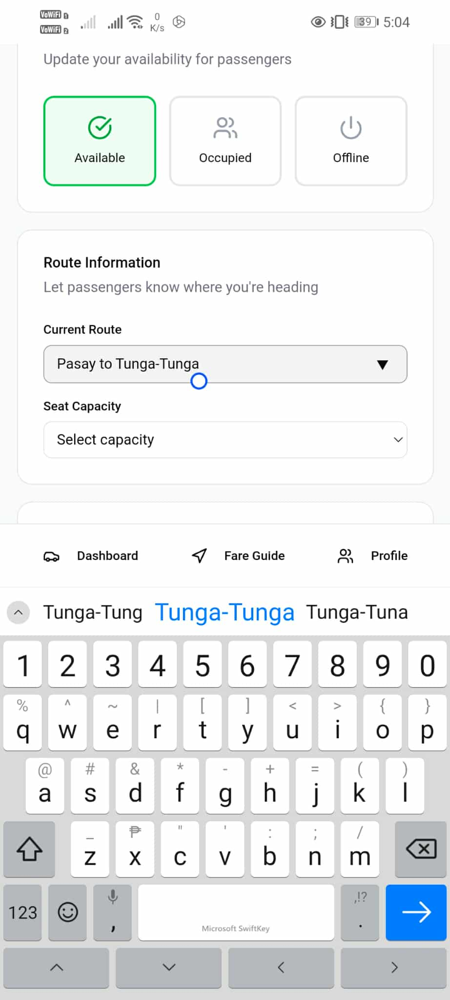 VoWiFi 1
VoWiFi 2
0
K/s
39
5:04
Update your availability for passengers
Available
Occupied
Offline
Route Information
Let passengers know where you're heading
Current Route
Pasay to Tunga-Tunga
Seat Capacity
Select capacity
Dashboard
Fare Guide
Profile
Tunga-Tung Tunga-Tunga Tunga-Tuna
1 2 3 4 5 6 7 8 9 0
% ^ ~ | [ ] < > { }
q w e r t y u i o p
@ # & * - + = ( )
a s d f g h j k l
_ ₱ " ' : ; /
z x c v b n m
,!?
123 , .
Microsoft SwiftKey